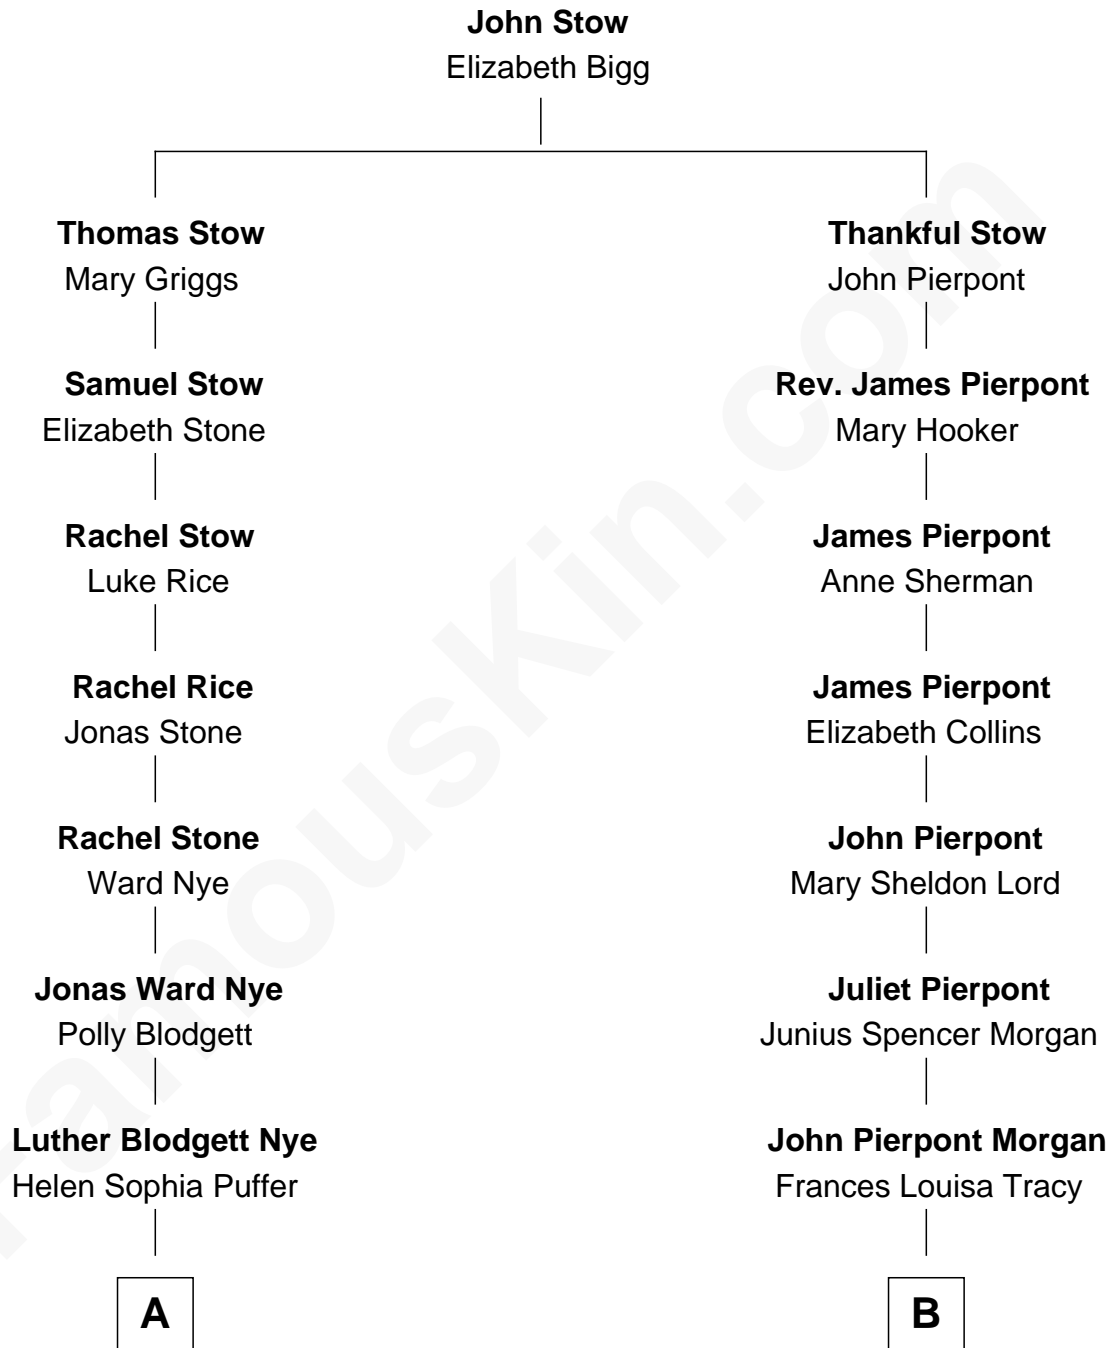 John Stow
Elizabeth Bigg
Thomas Stow
Mary Griggs
Samuel Stow
Elizabeth Stone
Rachel Stow
Luke Rice
Rachel Rice
Jonas Stone
Rachel Stone
Ward Nye
Jonas Ward Nye
Polly Blodgett
Luther Blodgett Nye
Helen Sophia Puffer
A
Thankful Stow
John Pierpont
Rev. James Pierpont
Mary Hooker
James Pierpont
Anne Sherman
James Pierpont
Elizabeth Collins
John Pierpont
Mary Sheldon Lord
Juliet Pierpont
Junius Spencer Morgan
John Pierpont Morgan
Frances Louisa Tracy
B
FamousKin.com